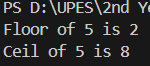 PS D:\UPES\2nd Ye
Floor of 5 is 2
Ceil of 5 is 8